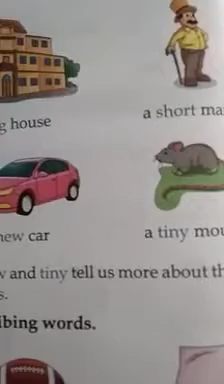 g house
a short ma
new car
a tiny mou
w and tiny tell us more about th
s.
ibing words.